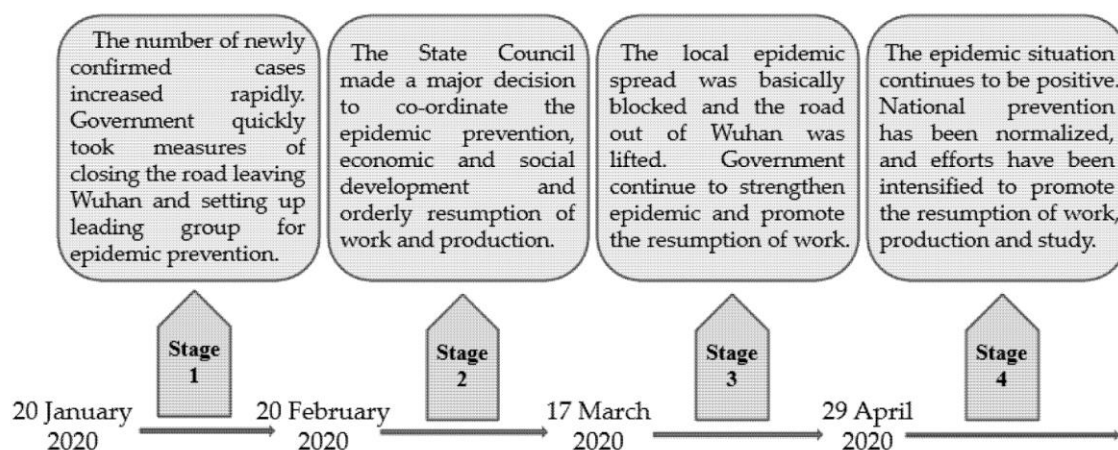 The number of newly
confirmed cases
increased rapidly.
Government quickly
took measures of
closing the road leaving
Wuhan and setting up
leading group for
epidemic prevention.
The State Council
made a major decision
to co-ordinate the
epidemic prevention,
economic and social
development and
orderly resumption of
work and production.
The local epidemic
spread was basically
blocked and the road
out of Wuhan was
lifted. Government
continue to strengthen
epidemic and promote
the resumption of work.
The epidemic situation
continues to be positive
National prevention
has been normalized,
and efforts have been
intensified to promote
the resumption of work,
production and study.
Stage
1
Stage
2
Stage
3
Stage
4
20 January
2020
20 February
2020
17 March
2020
29 April
2020